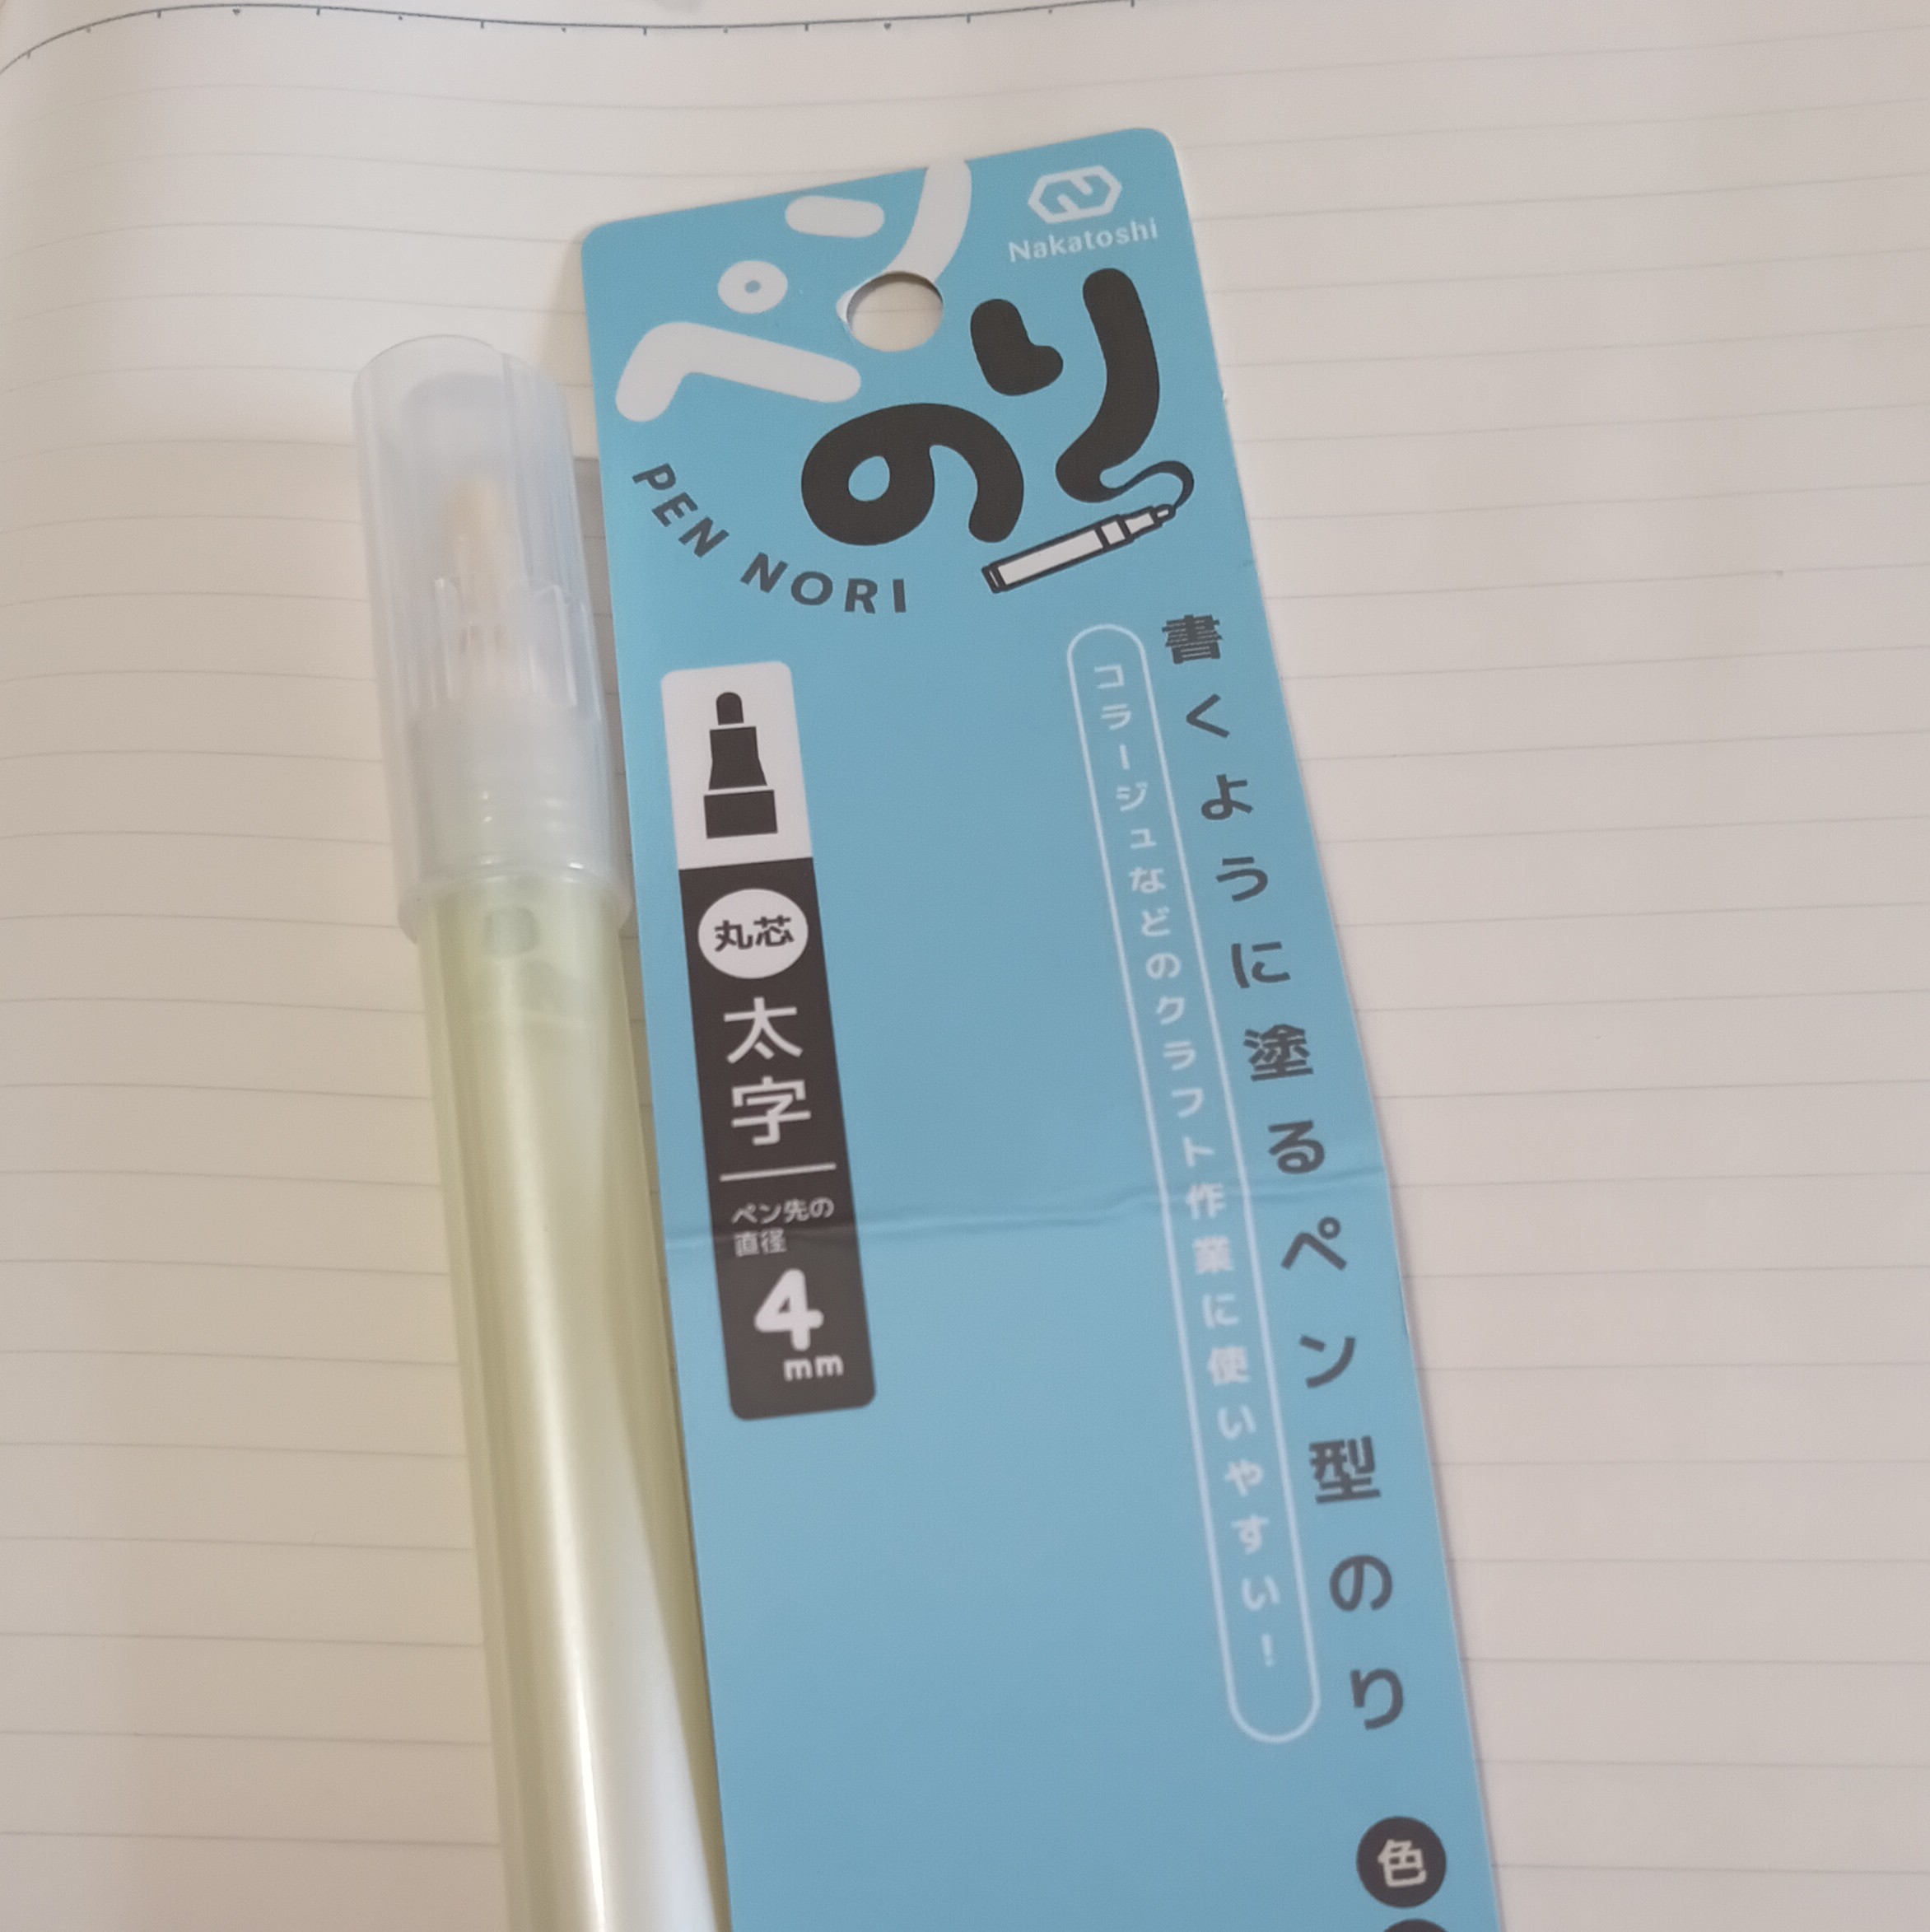 Nakatoshi
ペンのり
PEN NORI
書くように塗るペン型のり
コラージュなどのクラフト作業に使いやすい！
丸芯
太字
ペン先の
直径
4
mm
色